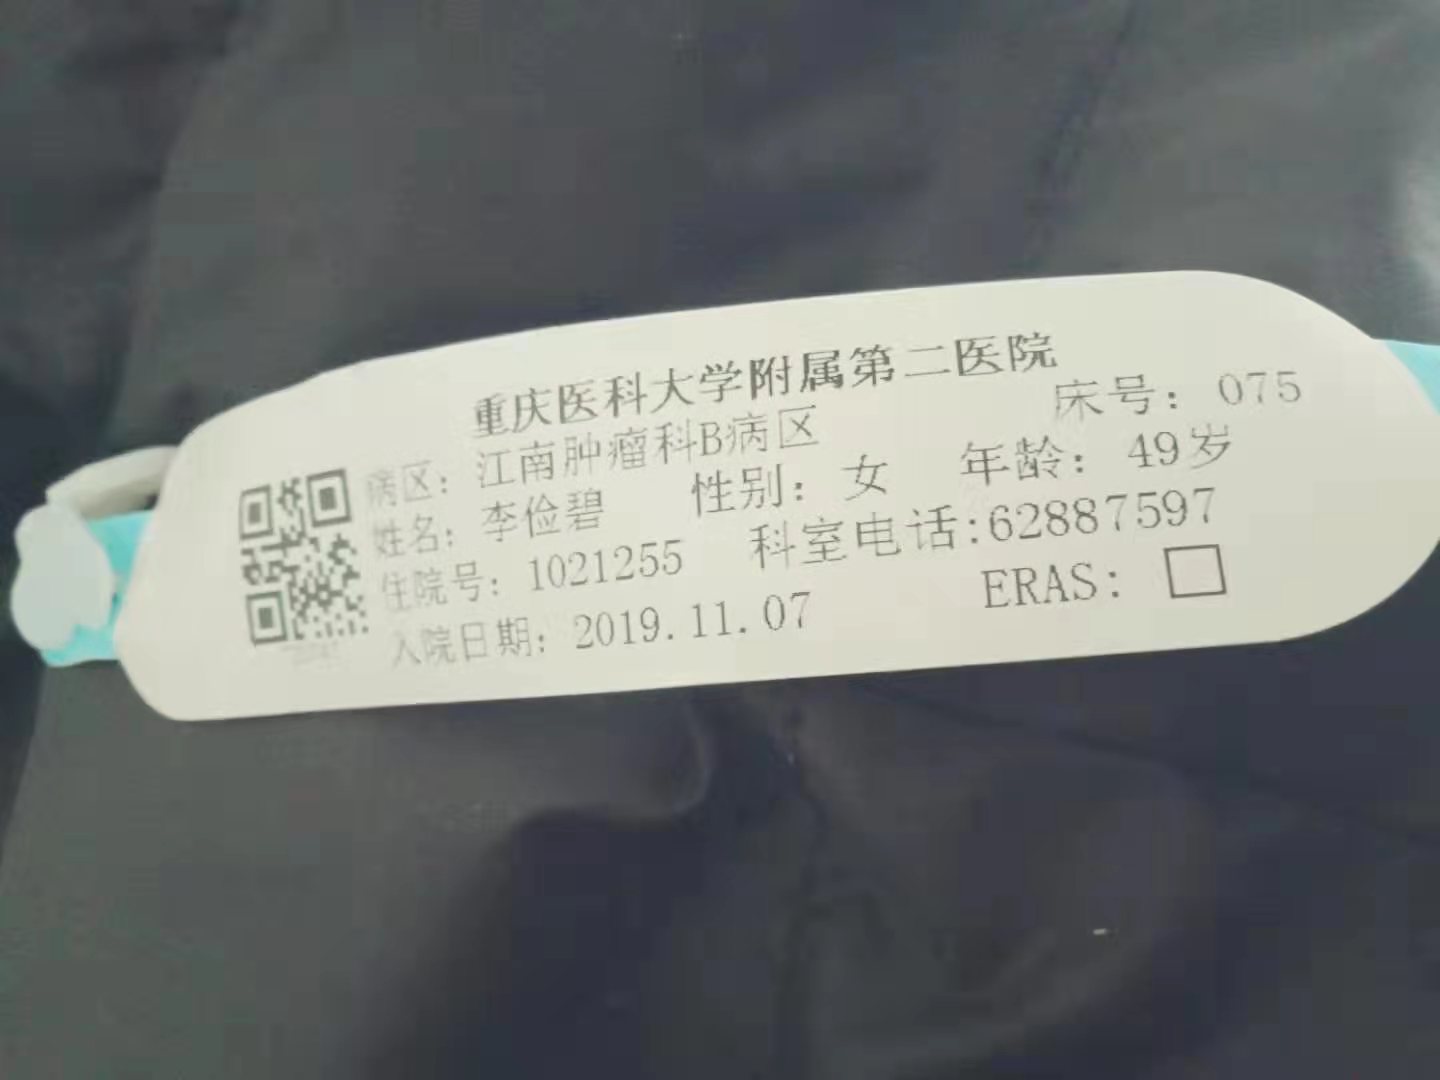 重庆医科大学附属第二医院
病区：江南肿瘤科B病区 床号：075
姓名：李俭碧 性别：女 年龄：49岁
住院号：1021255 科室电话:62887597
入院日期：2019.11.07 ERAS：